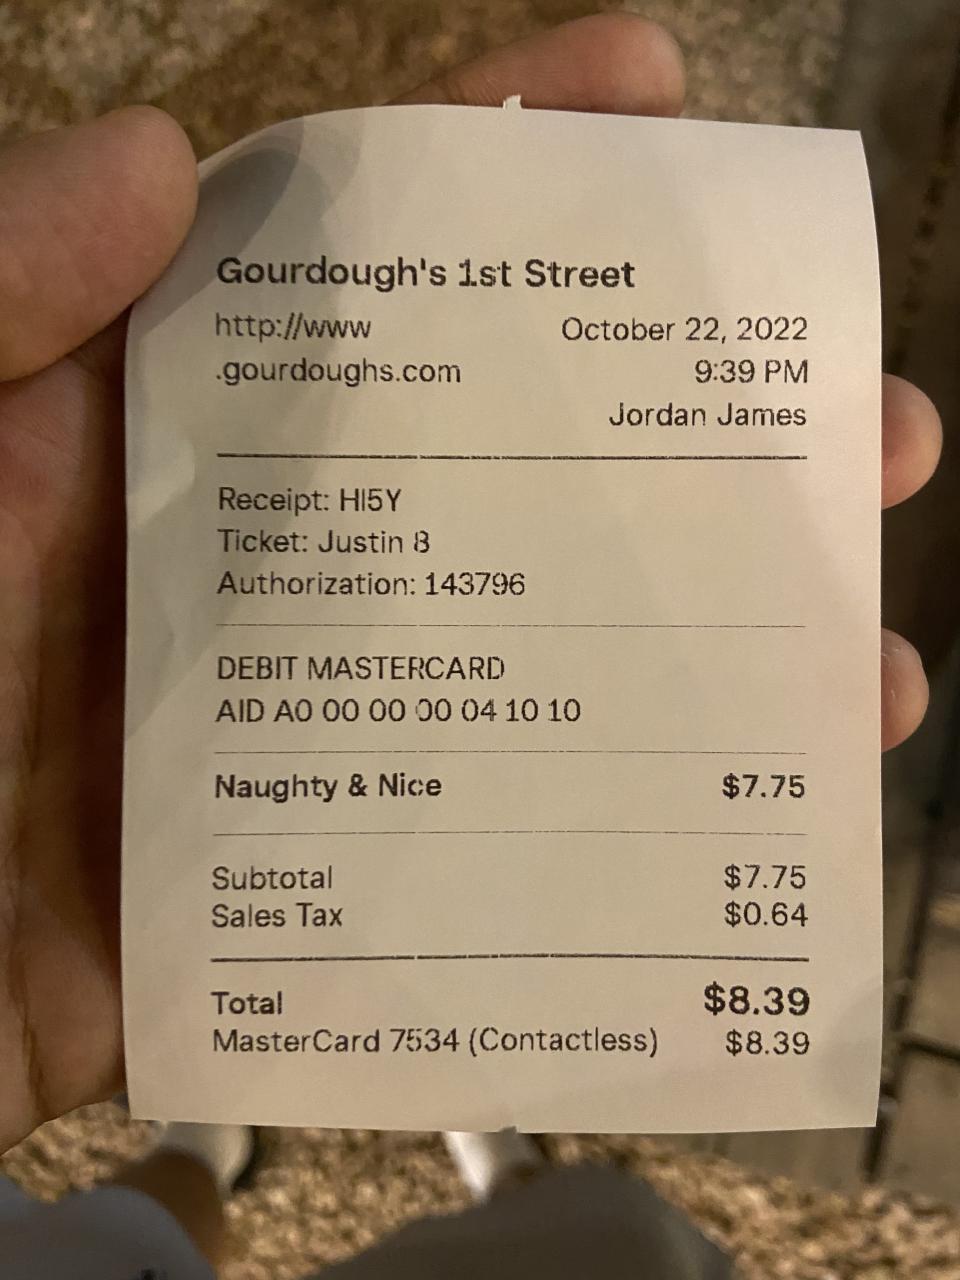 Gourdough's 1st Street
http://www
.gourdoughs.com
October 22, 2022
9:39 PM
Jordan James
Receipt: HI5Y
Ticket: Justin 8
Authorization: 143796
DEBIT MASTERCARD
AID A0 00 00 00 04 10 10
Naughty & Nice $7.75
Subtotal $7.75
Sales Tax $0.64
Total $8.39
MasterCard 7534 (Contactless) $8.39